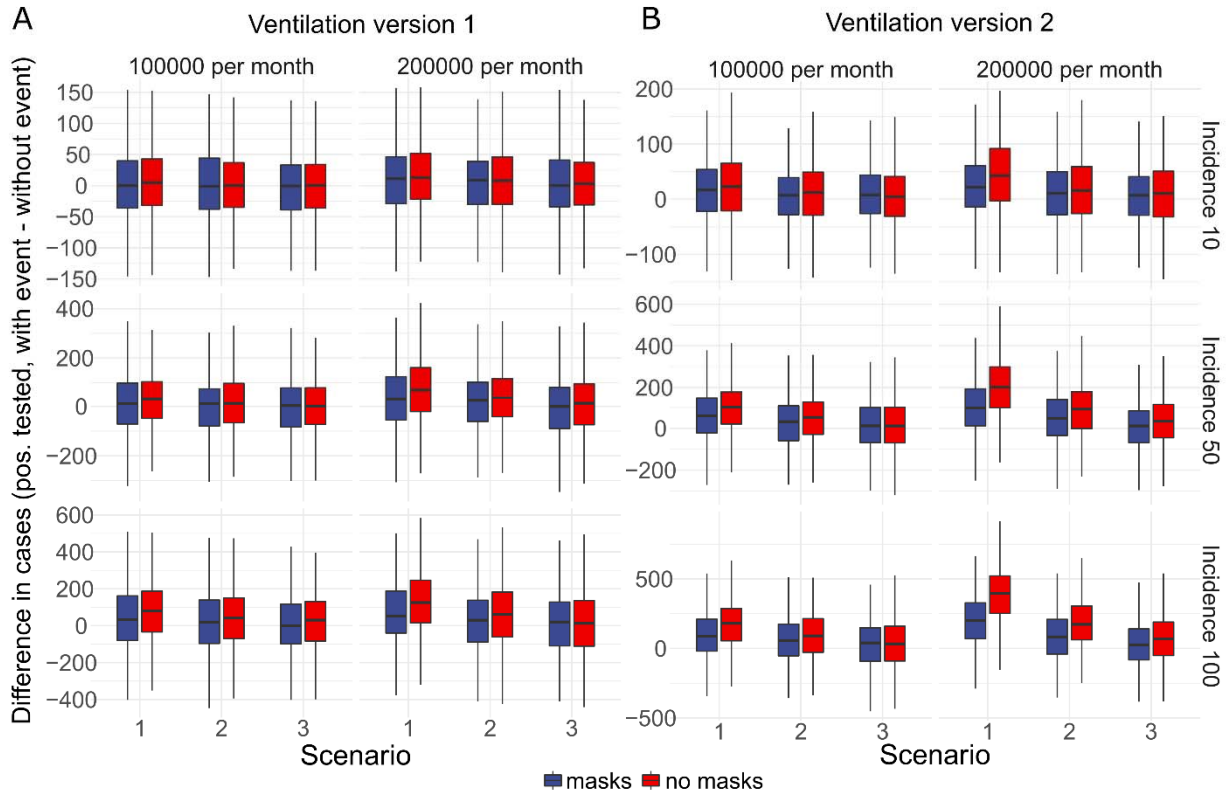 A
Ventilation version 1
100000 per month
200000 per month
Difference in cases (pos. tested, with event - without event)
150
100
50
0
−50
−100
−150
400
200
0
−200
600
400
200
0
−200
−400
1
2
3
1
2
3
Scenario
B
Ventilation version 2
100000 per month
200000 per month
200
100
0
−100
600
400
200
0
−200
500
0
−500
1
2
3
1
2
3
Scenario
Incidence 10
Incidence 50
Incidence 100
masks no masks